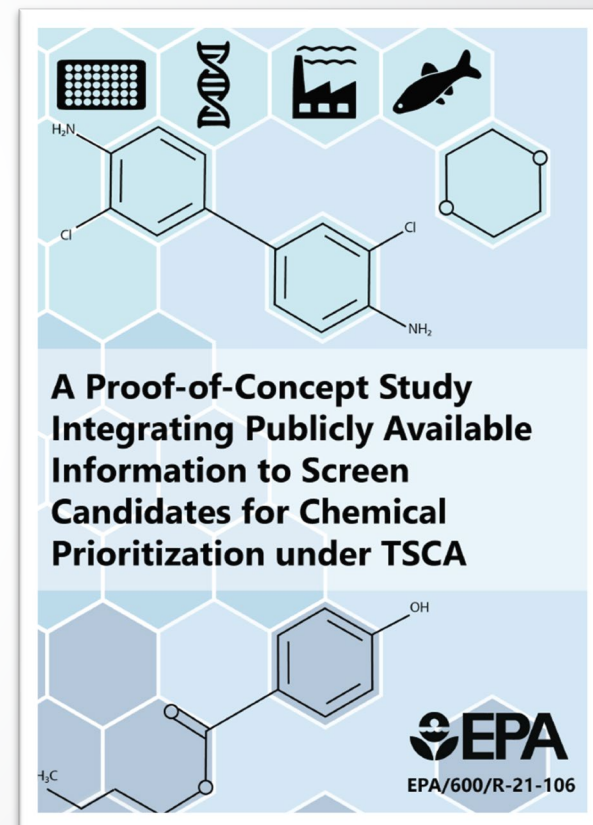 H₂N
Cl
Cl
NH₂
A Proof-of-Concept Study
Integrating Publicly Available
Information to Screen
Candidates for Chemical
Prioritization under TSCA
OH
H₃C
EPA
EPA/600/R-21-106